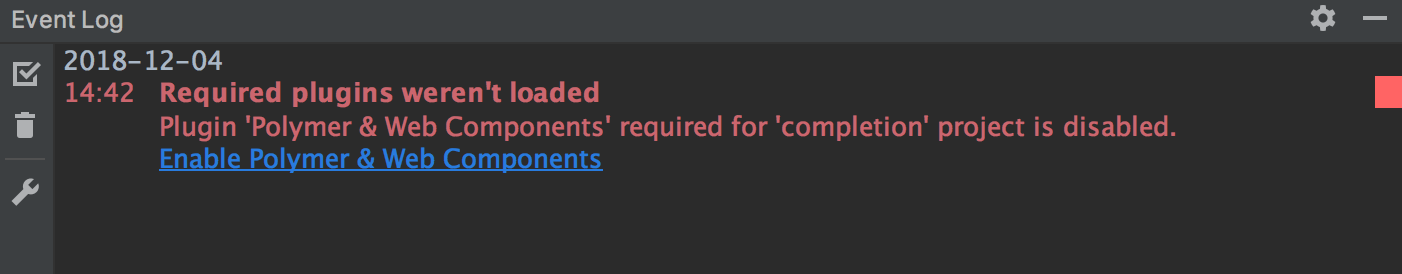 Event Log
2018-12-04
14:42 Required plugins weren't loaded
Plugin 'Polymer & Web Components' required for 'completion' project is disabled.
Enable Polymer & Web Components